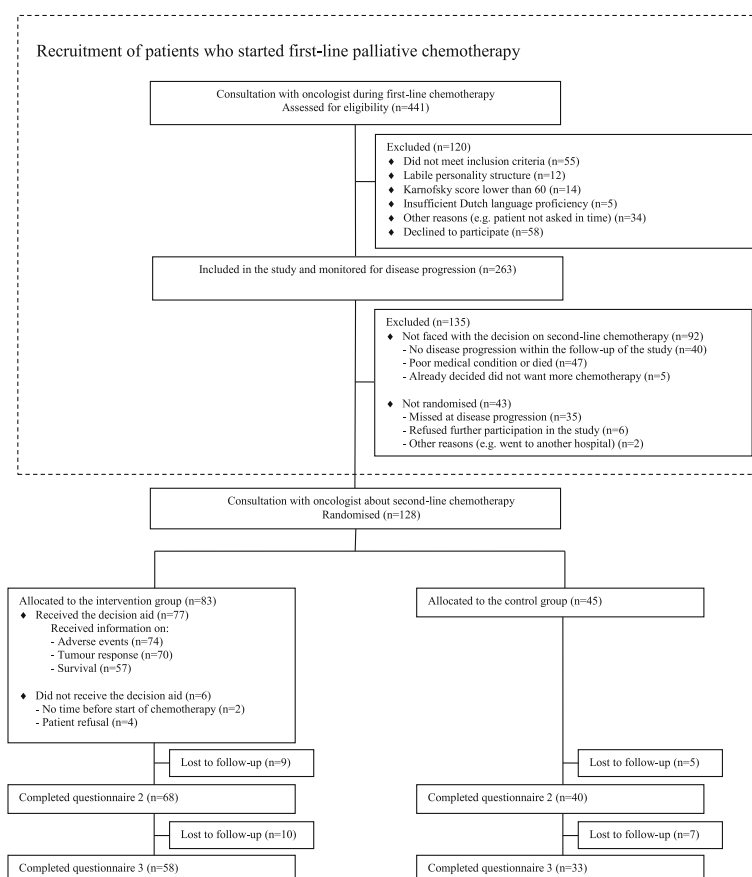 Recruitment of patients who started first-line palliative chemotherapy
Consultation with oncologist during first-line chemotherapy
Assessed for eligibility (n=441)
Excluded (n=120)
♦ Did not meet inclusion criteria (n=55)
♦ Labile personality structure (n=12)
♦ Karnofsky score lower than 60 (n=14)
♦ Insufficient Dutch language proficiency (n=5)
♦ Other reasons (e.g. patient not asked in time) (n=34)
♦ Declined to participate (n=58)
Included in the study and monitored for disease progression (n=263)
Excluded (n=135)
♦ Not faced with the decision on second-line chemotherapy (n=92)
- No disease progression within the follow-up of the study (n=40)
- Poor medical condition or died (n=47)
- Already decided did not want more chemotherapy (n=5)
♦ Not randomised (n=43)
- Missed at disease progression (n=35)
- Refused further participation in the study (n=6)
- Other reasons (e.g. went to another hospital) (n=2)
Consultation with oncologist about second-line chemotherapy
Randomised (n=128)
Allocated to the intervention group (n=83)
♦ Received the decision aid (n=77)
Received information on:
- Adverse events (n=74)
- Tumour response (n=70)
- Survival (n=57)
♦ Did not receive the decision aid (n=6)
- No time before start of chemotherapy (n=2)
- Patient refusal (n=4)
Allocated to the control group (n=45)
Lost to follow-up (n=9)
Lost to follow-up (n=5)
Completed questionnaire 2 (n=68)
Completed questionnaire 2 (n=40)
Lost to follow-up (n=10)
Lost to follow-up (n=7)
Completed questionnaire 3 (n=58)
Completed questionnaire 3 (n=33)